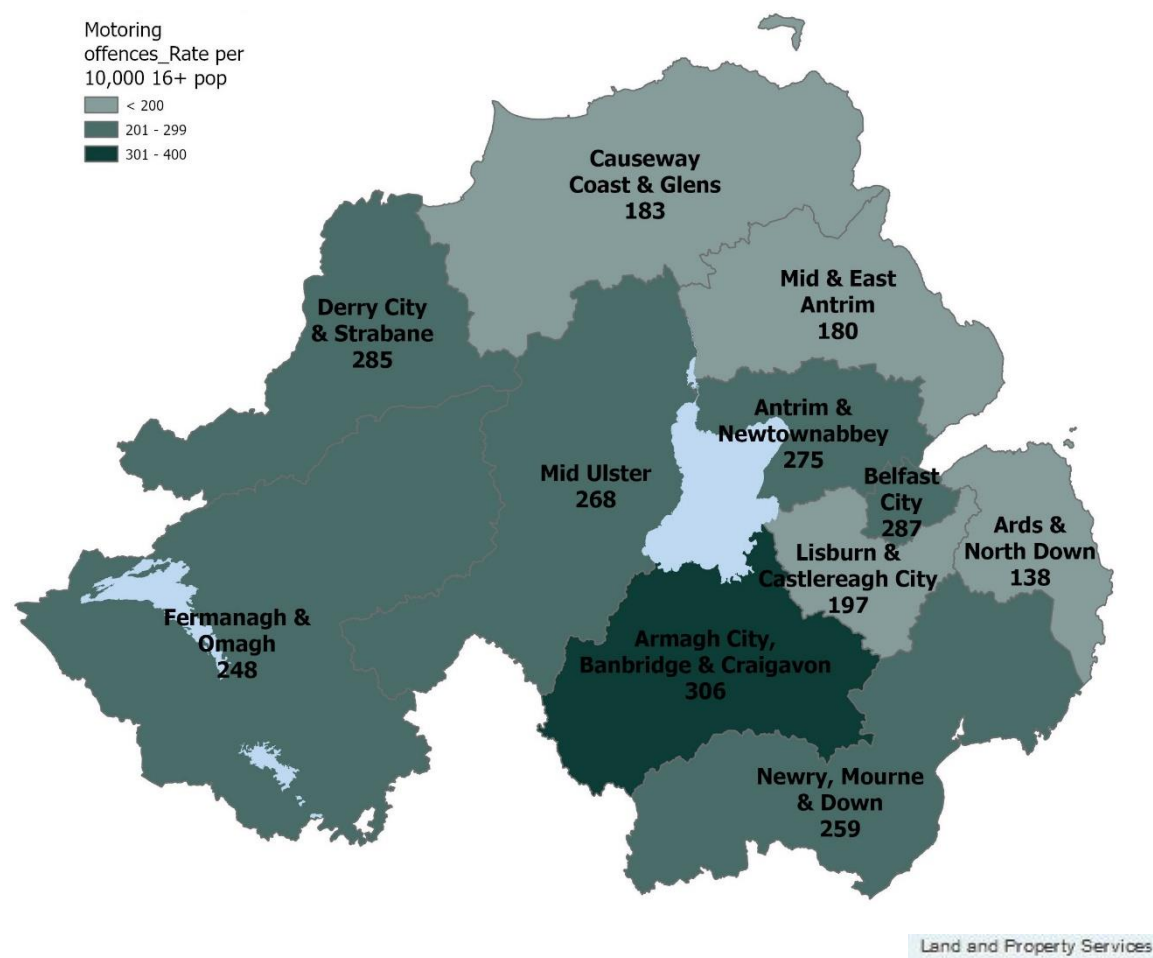 Motoring
offences_Rate per
10,000 16+ pop
< 200
201 - 299
301 - 400
Causeway
Coast & Glens
183
Mid & East
Antrim
180
Derry City
& Strabane
285
Antrim &
Newtownabbey
275
Mid Ulster
268
Belfast
City
287
Ards &
North Down
138
Lisburn &
Castlereagh City
197
Fermanagh &
Omagh
248
Armagh City,
Banbridge & Craigavon
306
Newry, Mourne
& Down
259
Land and Property Services